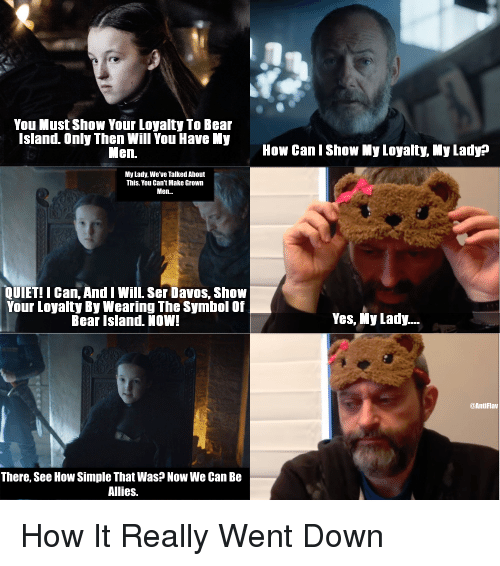 You Must Show Your Loyalty To Bear
Island. Only Then Will You Have My
Men.
How Can I Show My Loyalty, My Lady?
My Lady, We've Talked About
This. You Can't Make Grown
Men..
QUIET! I Can, And I Will. Ser Davos, Show
Your Loyalty By Wearing The Symbol Of
Bear Island. NOW!
Yes, My Lady....
@AntiFlav
There, See How Simple That Was? Now We Can Be
Allies.
How It Really Went Down